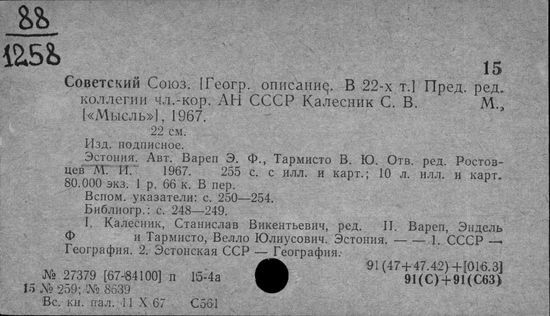 88
1258
15
Советский Союз. [Геогр. описание. В 22-х т.] Пред. ред.
коллегии чл.-кор. АН СССР Калесник С. В. М.,
[«Мысль»], 1967.
22 см.
Изд. подписное.
Эстония. Авт. Вареп Э. Ф., Тармисто В. Ю. Отв. ред. Ростов-
цев М. И. 1967. 255 с. с илл. и карт.; 10 л. илл. и карт.
80.000 экз. 1 р. 66 к. В пер.
Вспом. указатели: с. 250—254.
Библиогр.: с. 248—249.
I. Калесник, Станислав Викентьевич, ред. II. Вареп, Эндель
Ф и Тармисто, Велло Юлиусович. Эстония. — — 1. СССР —
География. 2. Эстонская ССР — География.
91(47+47.42)+[016.3]
№ 27379 [67-84100] п 15-4а
91(С)+91(С63)
15 № 259; № 8639
Вс. кн. пал. 11 X 67 С561